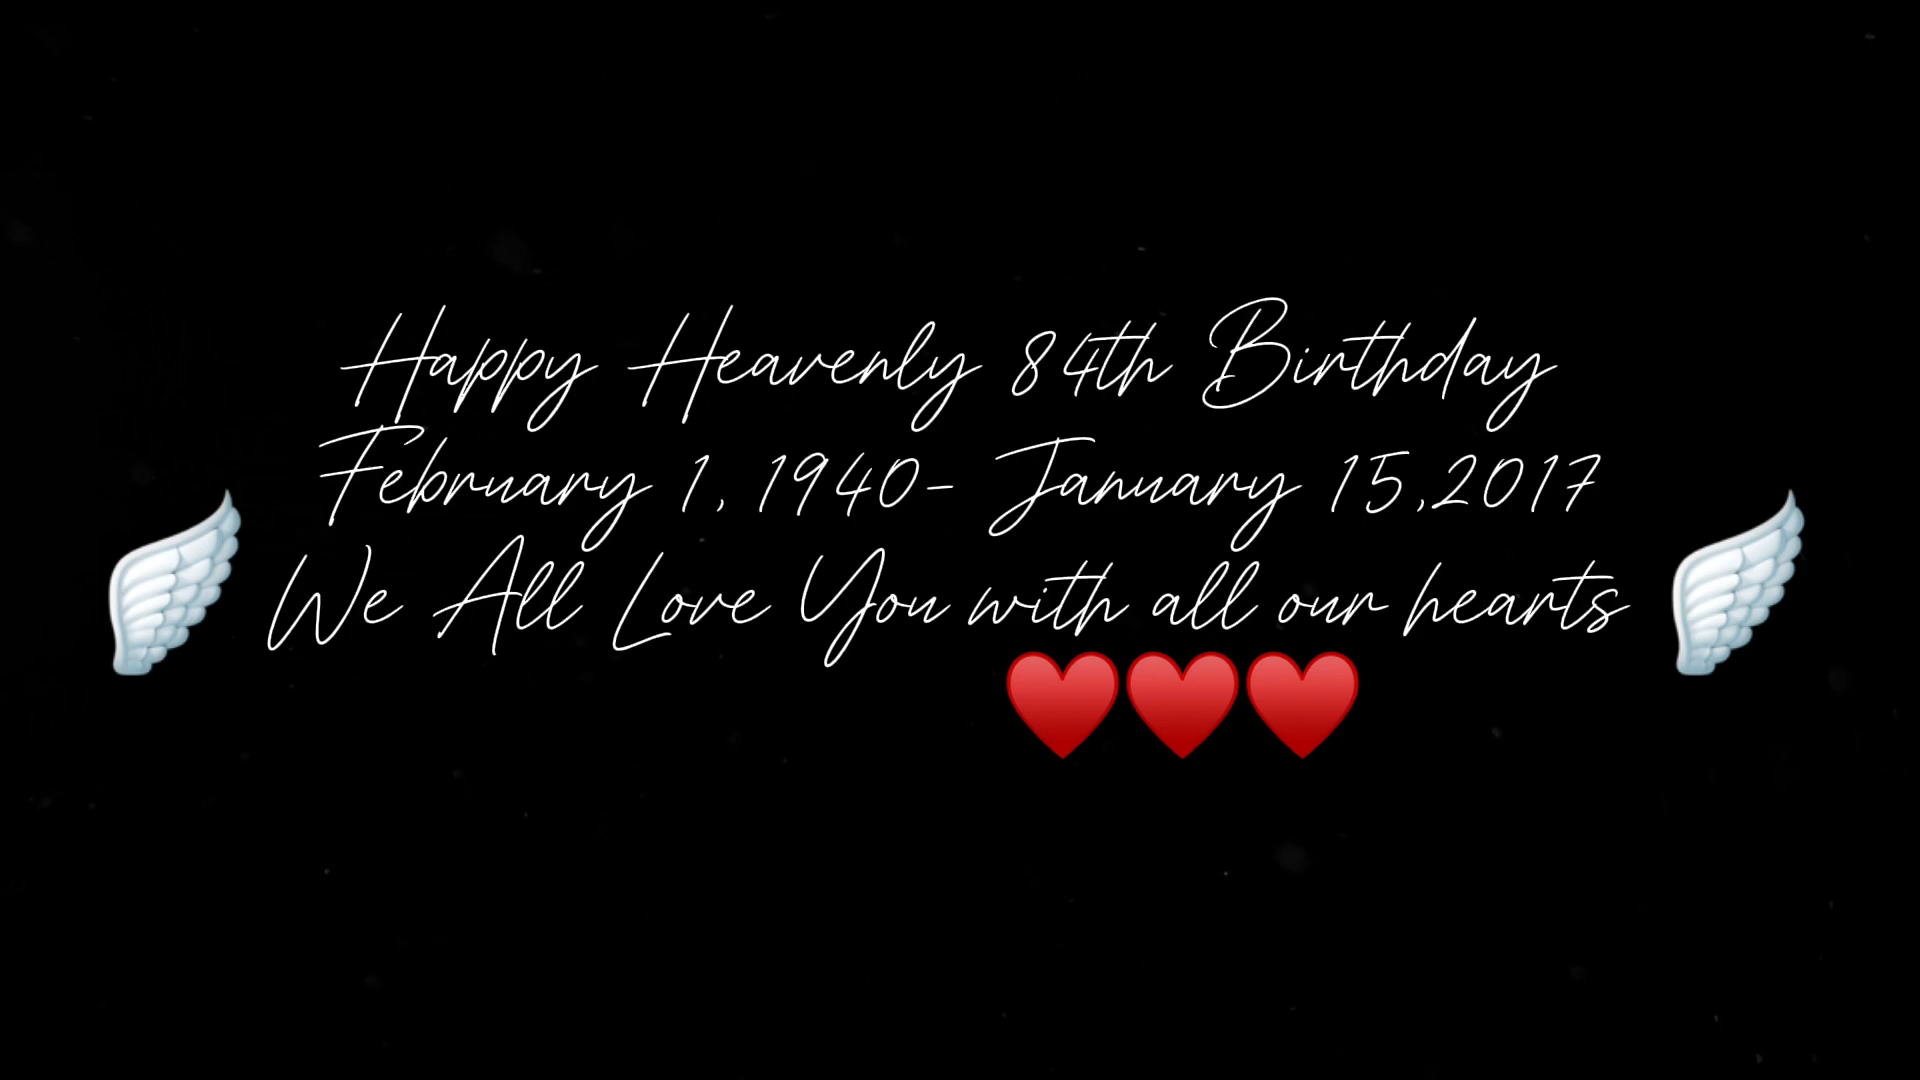 Happy Heavenly 84th Birthday
February 1, 1940- January 15,2017
We All Love You with all our hearts